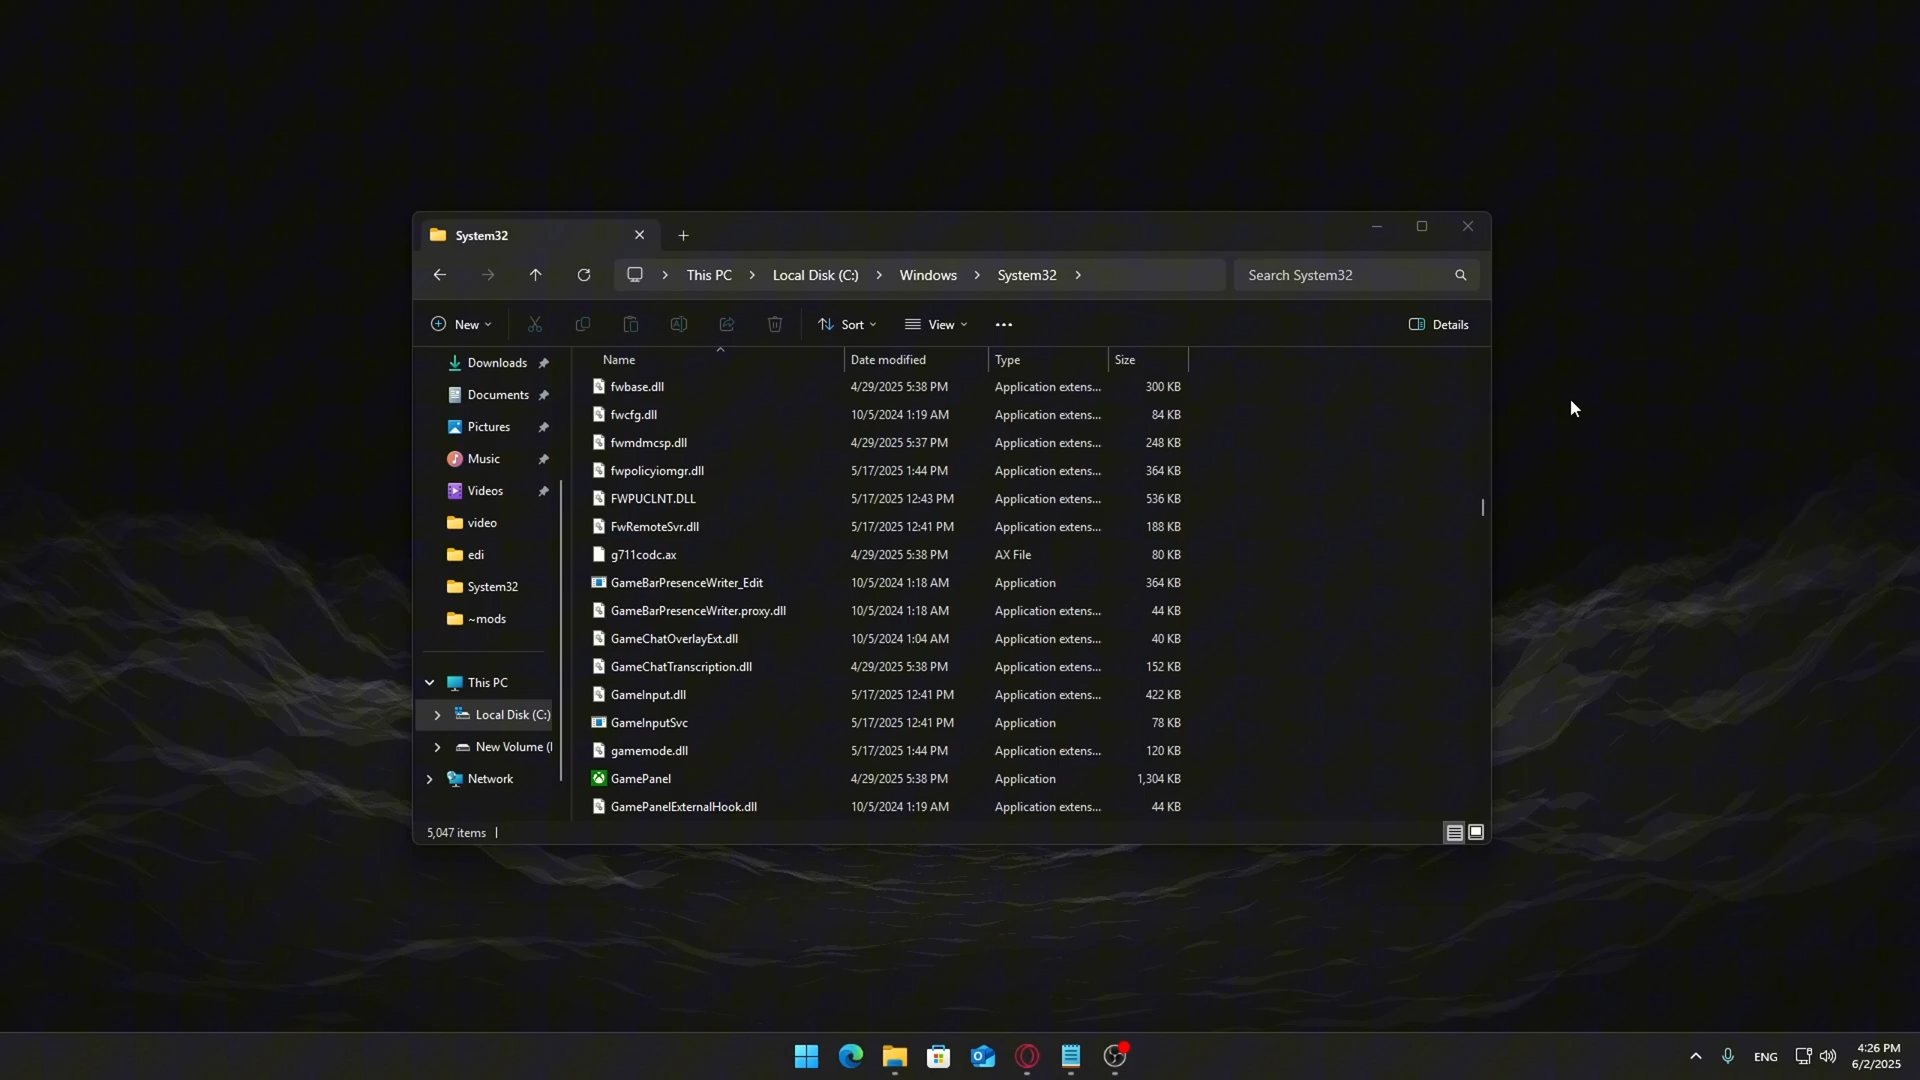 System32
This PC
Local Disk (C:)
Windows
System32
Search System32
New
Sort
View
Details
Downloads
Documents
Pictures
Music
Videos
video
edi
System32
~mods
This PC
Local Disk (C:)
New Volume (
Network
Name Date modified Type Size
fwbase.dll 4/29/2025 5:38 PM Application extens... 300 KB
fwcfg.dll 10/5/2024 1:19 AM Application extens... 84 KB
fwmdmcsp.dll 4/29/2025 5:37 PM Application extens... 248 KB
fwpolicyiomgr.dll 5/17/2025 1:44 PM Application extens... 364 KB
FWPUCLNT.DLL 5/17/2025 12:43 PM Application extens... 536 KB
FwRemoteSvr.dll 5/17/2025 12:41 PM Application extens... 188 KB
g711codc.ax 4/29/2025 5:38 PM AX File 80 KB
GameBarPresenceWriter_Edit 10/5/2024 1:18 AM Application 364 KB
GameBarPresenceWriter.proxy.dll 10/5/2024 1:18 AM Application extens... 44 KB
GameChatOverlayExt.dll 10/5/2024 1:04 AM Application extens... 40 KB
GameChatTranscription.dll 4/29/2025 5:38 PM Application extens... 152 KB
GameInput.dll 5/17/2025 12:41 PM Application extens... 422 KB
GameInputSvc 5/17/2025 12:41 PM Application 78 KB
gamemode.dll 5/17/2025 1:44 PM Application extens... 120 KB
GamePanel 4/29/2025 5:38 PM Application 1,304 KB
GamePanelExternalHook.dll 10/5/2024 1:19 AM Application extens... 44 KB
5,047 items
ENG
4:26 PM
6/2/2025